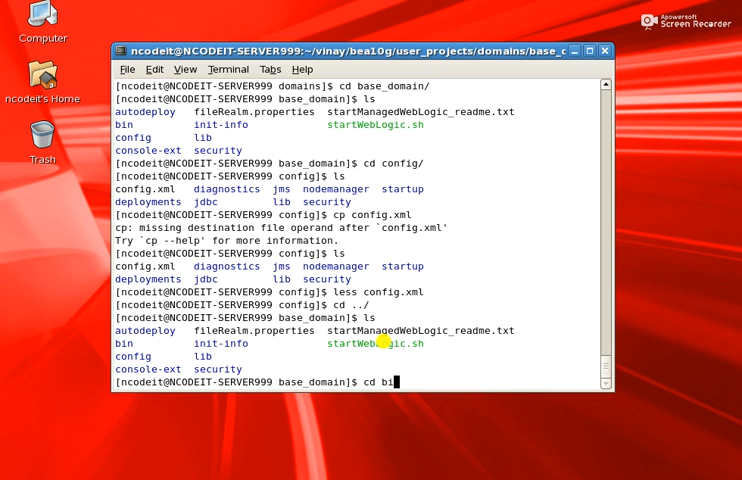 Computer
ncodeit's Home
Trash
Apowersoft
Screen Recorder
ncodeit@NCODEIT-SERVER999:~/vinay/bea10g/user_projects/domains/base_c
File Edit View Terminal Tabs Help
[ncodeit@NCODEIT-SERVER999 domains]$ cd base_domain/
[ncodeit@NCODEIT-SERVER999 base_domain]$ ls
autodeploy fileRealm.properties startManagedWebLogic_readme.txt
bin init-info startWebLogic.sh
config lib
console-ext security
[ncodeit@NCODEIT-SERVER999 base_domain]$ cd config/
[ncodeit@NCODEIT-SERVER999 config]$ ls
config.xml diagnostics jms nodemanager startup
deployments jdbc lib security
[ncodeit@NCODEIT-SERVER999 config]$ cp config.xml
cp: missing destination file operand after `config.xml'
Try `cp --help' for more information.
[ncodeit@NCODEIT-SERVER999 config]$ ls
config.xml diagnostics jms nodemanager startup
deployments jdbc lib security
[ncodeit@NCODEIT-SERVER999 config]$ less config.xml
[ncodeit@NCODEIT-SERVER999 config]$ cd ../
[ncodeit@NCODEIT-SERVER999 base_domain]$ ls
autodeploy fileRealm.properties startManagedWebLogic_readme.txt
bin init-info startWebLogic.sh
config lib
console-ext security
[ncodeit@NCODEIT-SERVER999 base_domain]$ cd bi